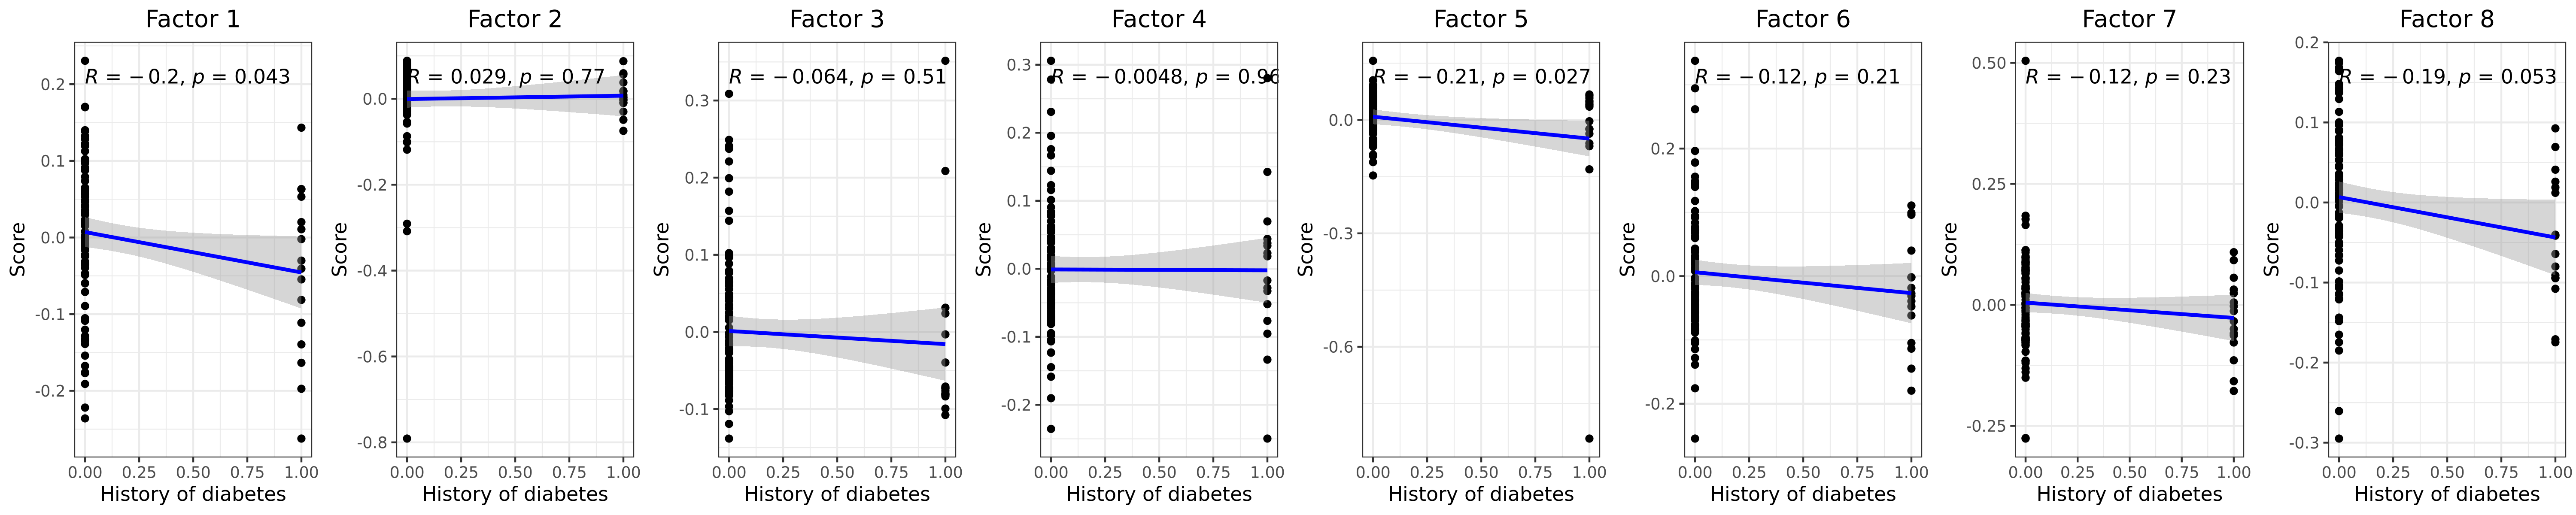 Factor 1
R = −0.2, p = 0.043
Score
0.2
0.1
0.0
-0.1
-0.2
0.00 0.25 0.50 0.75 1.00
History of diabetes
Factor 2
R = 0.029, p = 0.77
Score
0.0
-0.2
-0.4
-0.6
-0.8
0.00 0.25 0.50 0.75 1.00
History of diabetes
Factor 3
R = −0.064, p = 0.51
Score
0.3
0.2
0.1
0.0
-0.1
0.00 0.25 0.50 0.75 1.00
History of diabetes
Factor 4
R = −0.0048, p = 0.96
Score
0.3
0.2
0.1
0.0
-0.1
-0.2
0.00 0.25 0.50 0.75 1.00
History of diabetes
Factor 5
R = −0.21, p = 0.027
Score
0.0
-0.3
-0.6
0.00 0.25 0.50 0.75 1.00
History of diabetes
Factor 6
R = −0.12, p = 0.21
Score
0.2
0.0
-0.2
0.00 0.25 0.50 0.75 1.00
History of diabetes
Factor 7
R = −0.12, p = 0.23
Score
0.50
0.25
0.00
-0.25
0.00 0.25 0.50 0.75 1.00
History of diabetes
Factor 8
R = −0.19, p = 0.053
Score
0.2
0.1
0.0
-0.1
-0.2
-0.3
0.00 0.25 0.50 0.75 1.00
History of diabetes